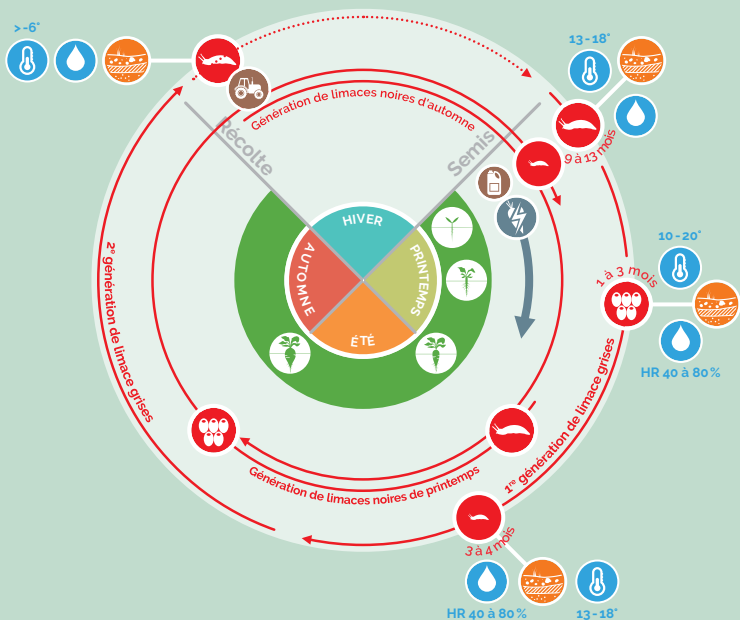 > -6°
13 - 18°
Génération de limaces noires d'automne
Récolte
Semis
9 à 13 mois
HIVER
AUTOMNE
PRINTEMPS
ÉTÉ
10 - 20°
1 à 3 mois
HR 40 à 80 %
2e génération de limace grises
1re génération de limace grises
Génération de limaces noires de printemps
3 à 4 mois
HR 40 à 80 %
13 - 18°